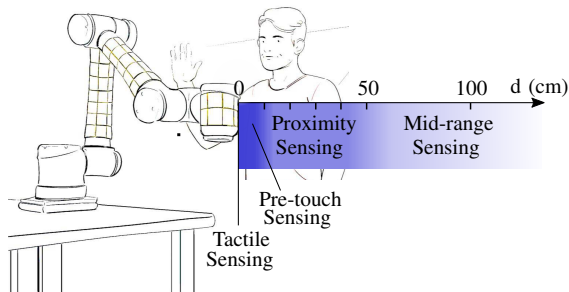 0 50 100 d (cm)
Proximity Mid-range
Sensing Sensing
Pre-touch
Sensing
Tactile
Sensing